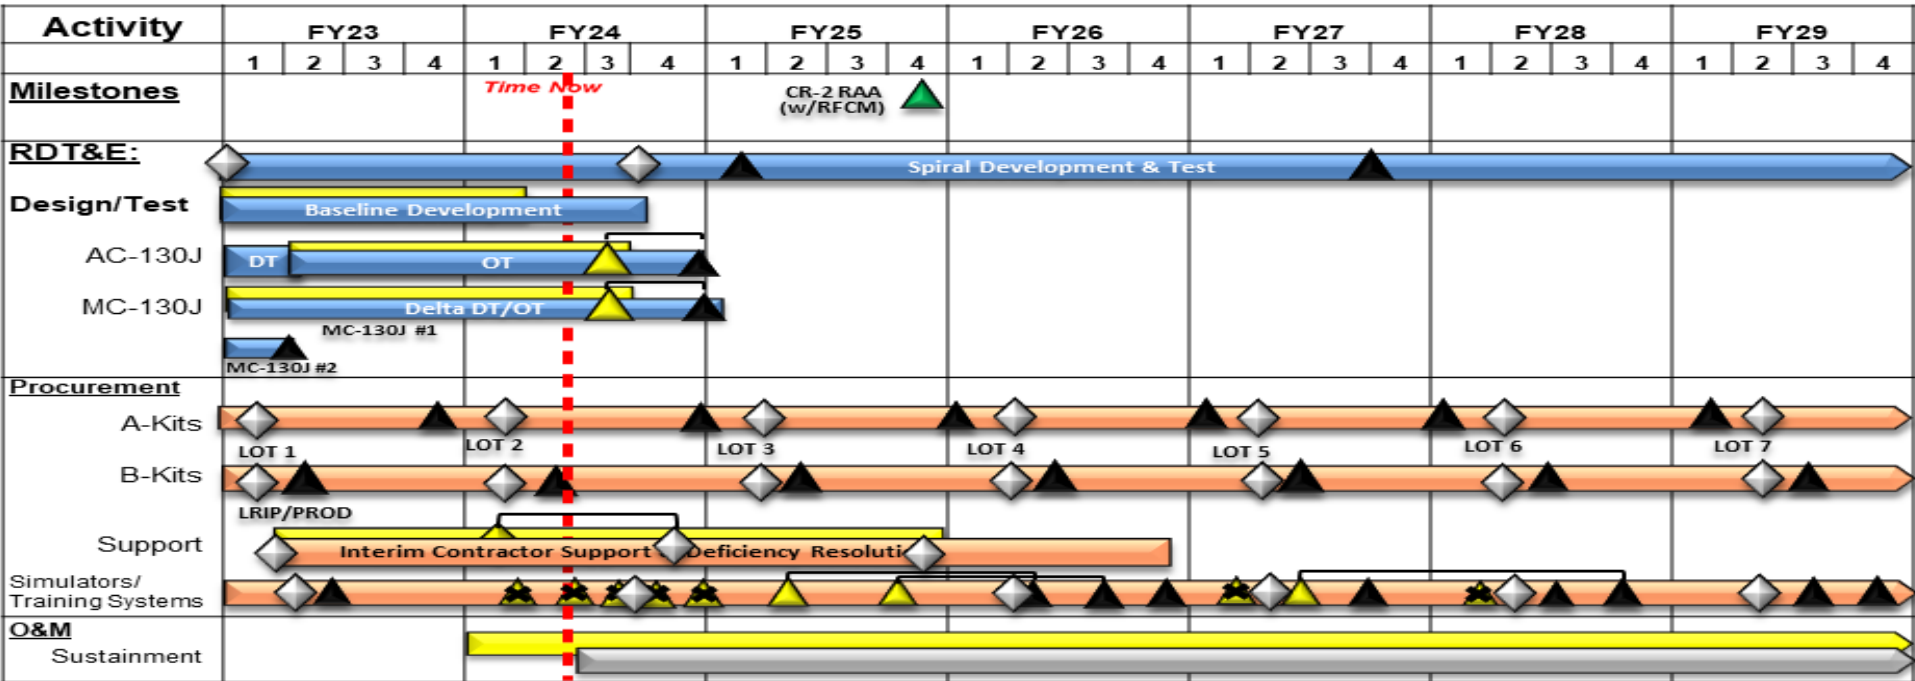 Activity FY23 FY24 FY25 FY26 FY27 FY28 FY29
1 2 3 4 1 2 3 4 1 2 3 4 1 2 3 4 1 2 3 4 1 2 3 4 1 2 3 4
Milestones
Time Now
CR-2 RAA
(w/RFCM)
RDT&E:
Spiral Development & Test
Design/Test
Baseline Development
AC-130J
DT
OT
MC-130J
Delta DT/OT
MC-130J #1
MC-130J #2
Procurement
A-Kits
LOT 1 LOT 2 LOT 3 LOT 4 LOT 5 LOT 6 LOT 7
B-Kits
LRIP/PROD
Support
Interim Contractor Support Deficiency Resoluti
Simulators/
Training Systems
O&M
Sustainment